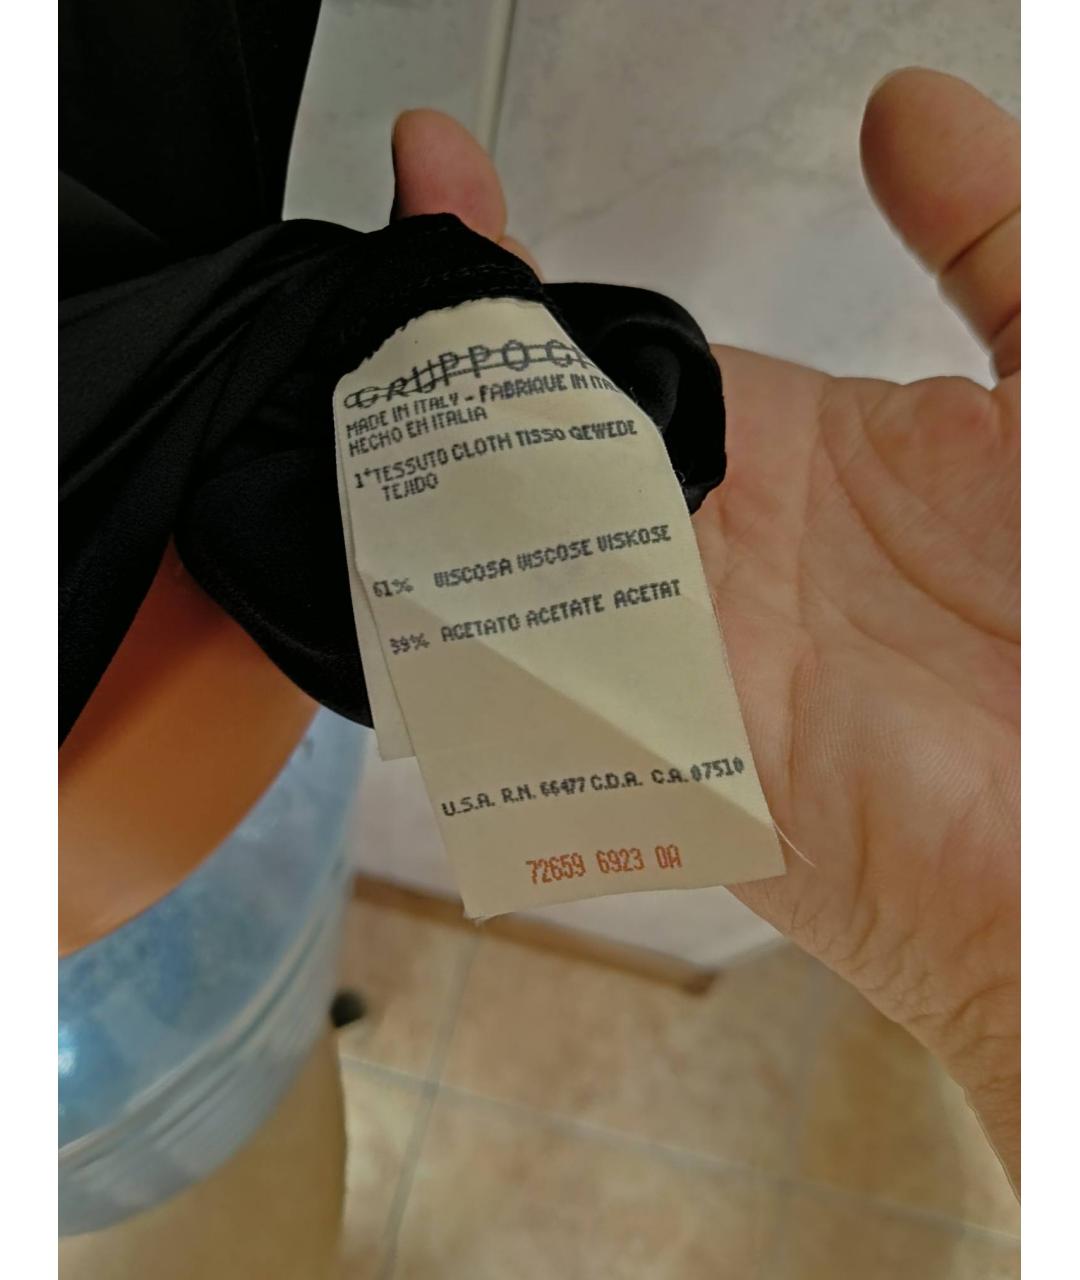 GRUPPO
MADE IN ITALY - FABRIQUE IN
HECHO EN ITALIA
1°TESSUTO CLOTH TISSO GEWEDE
TEJIDO
61% VISCOSA VISCOSE VISKOSE
39% ACETATO ACETATE ACETAT
U.S.A. R.N. 66477 C.D.A. C.A. 07510
72659 6923 0A